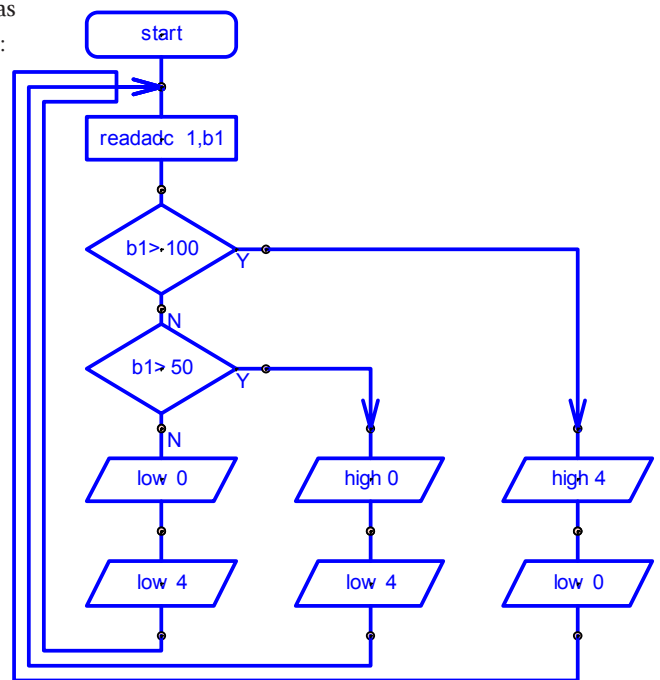 as
:
start
readadc 1,b1
b1> 100
Y
N
b1> 50
Y
N
low 0
high 0
high 4
low 4
low 4
low 0